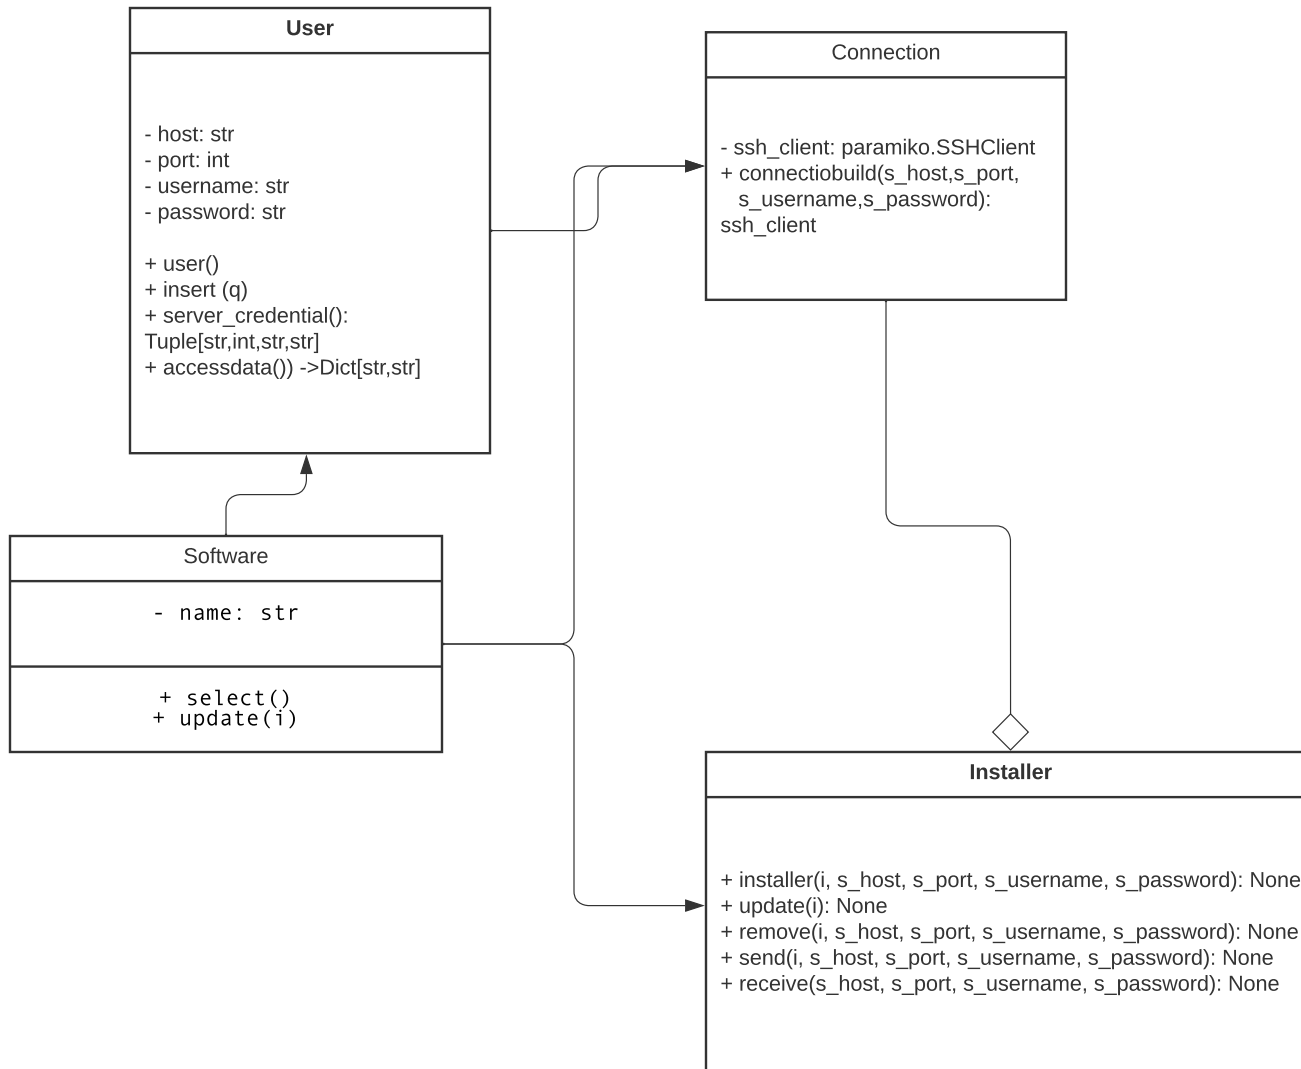 User
- host: str
- port: int
- username: str
- password: str
+ user()
+ insert (q)
+ server_credential():
Tuple[str,int,str,str]
+ accessdata()) ->Dict[str,str]
Connection
- ssh_client: paramiko.SSHClient
+ connectiobuild(s_host,s_port,
s_username,s_password):
ssh_client
Software
- name: str
+ select()
+ update(i)
Installer
+ installer(i, s_host, s_port, s_username, s_password): None
+ update(i): None
+ remove(i, s_host, s_port, s_username, s_password): None
+ send(i, s_host, s_port, s_username, s_password): None
+ receive(s_host, s_port, s_username, s_password): None